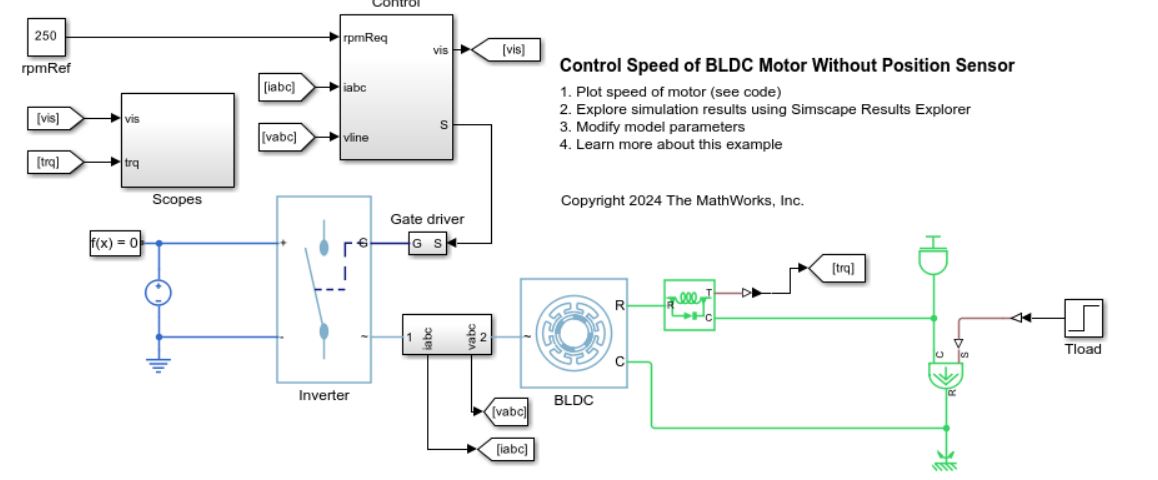 Control
250
rpmReq
vis
[vis]
rpmRef
Control Speed of BLDC Motor Without Position Sensor
[iabc]
iabc
1. Plot speed of motor (see code)
2. Explore simulation results using Simscape Results Explorer
[vis]
vis
S
3. Modify model parameters
[vabc]
vline
4. Learn more about this example
[trq]
trq
Scopes
Copyright 2024 The MathWorks, Inc.
Gate driver
f(x) = 0
+
G
G S
+
-
[trq]
R
R
T
C
-
~
1
iabc
vabc
2
~
C
S
Tload
C
Inverter
BLDC
R
[vabc]
[iabc]